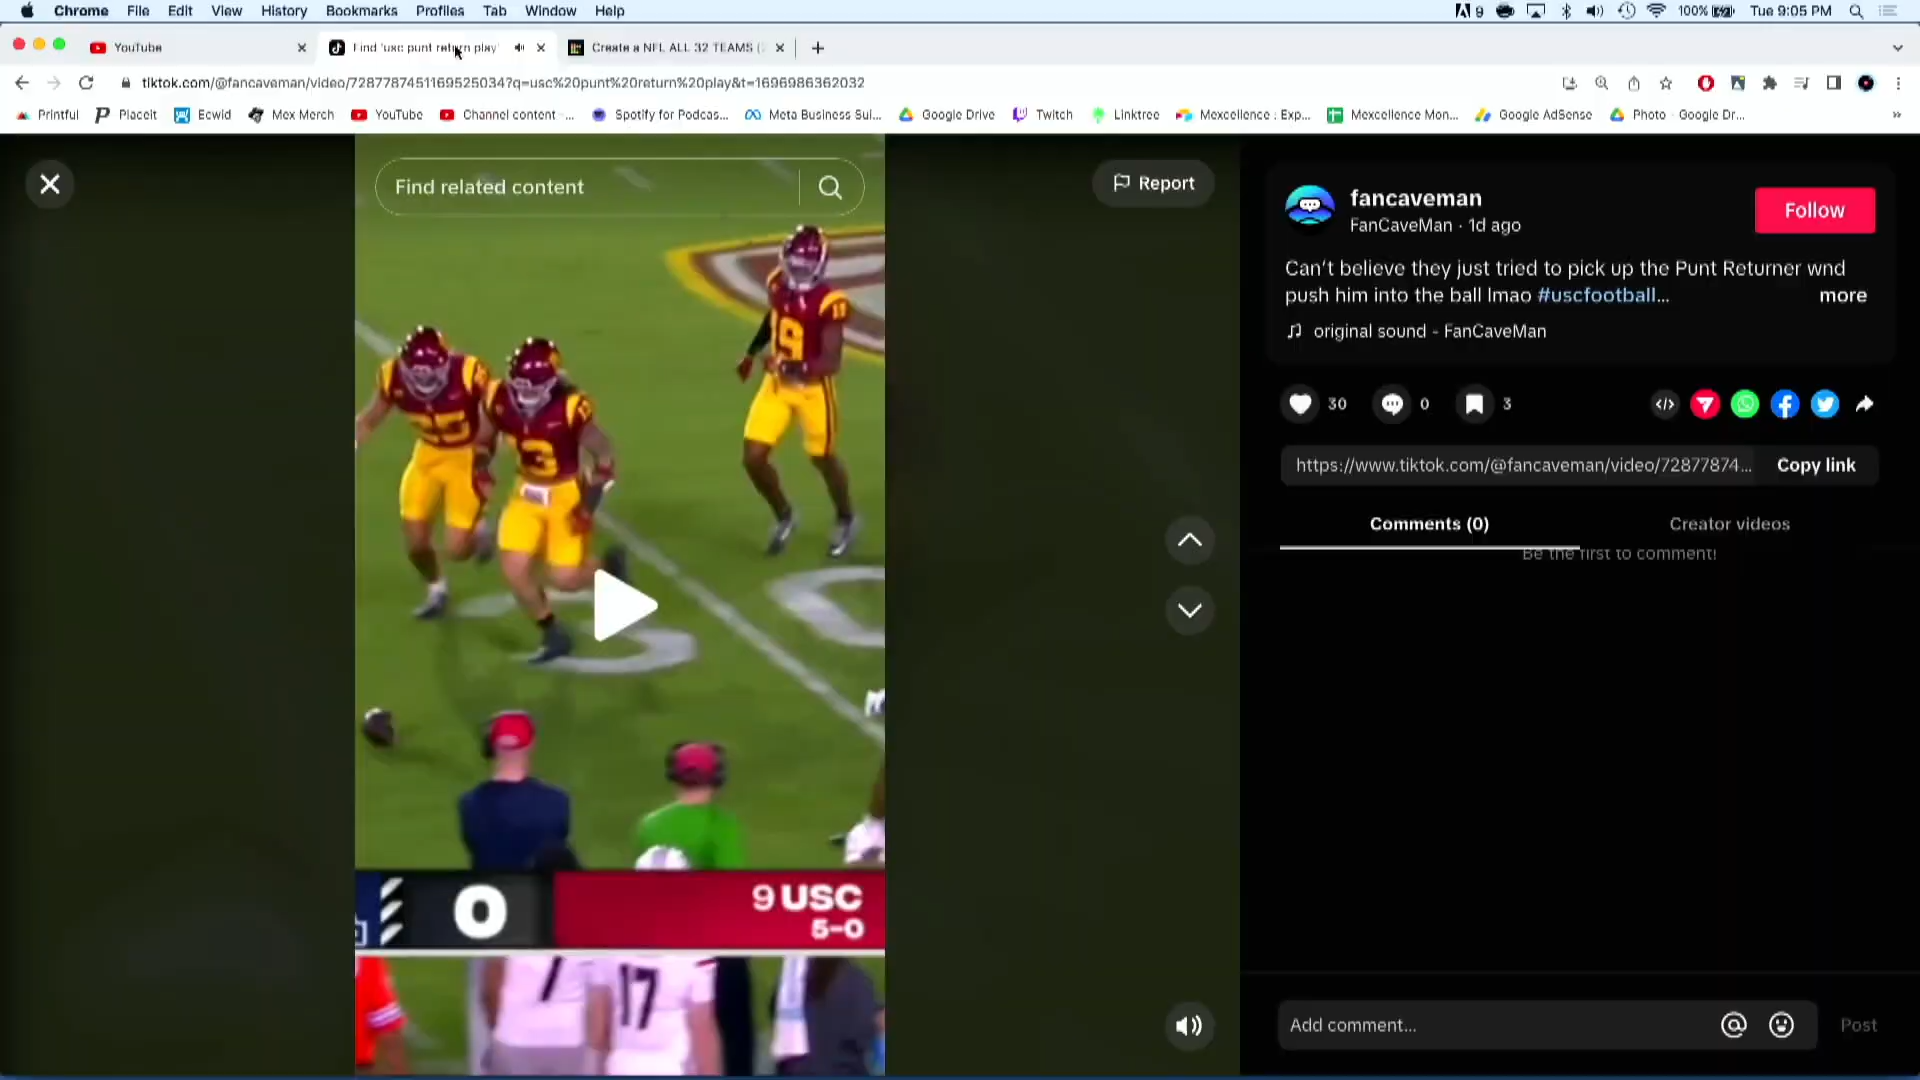 Chrome File Edit View History Bookmarks Profiles Tab Window Help 9 100% Tue 9:05 PM
YouTube Find 'usc punt return play' Create a NFL ALL 32 TEAMS (
tiktok.com/@fancaveman/video/7287787451169525034?q=usc%20punt%20return%20play&t=1696986362032
Printful Placeit Ecwid Mex Merch YouTube Channel content -... Spotify for Podcas... Meta Business Sui... Google Drive Twitch Linktree Mexcellence : Exp... Mexcellence Mon... Google AdSense Photo - Google Dr... »
Find related content
Report
fancaveman
FanCaveMan · 1d ago
Follow
Can't believe they just tried to pick up the Punt Returner wnd
push him into the ball lmao #uscfootball... more
original sound - FanCaveMan
30 0 3
https://www.tiktok.com/@fancaveman/video/72877874... Copy link
Comments (0) Creator videos
Be the first to comment!
19
25
13
0 9 USC
5-0
7 17
Add comment... Post